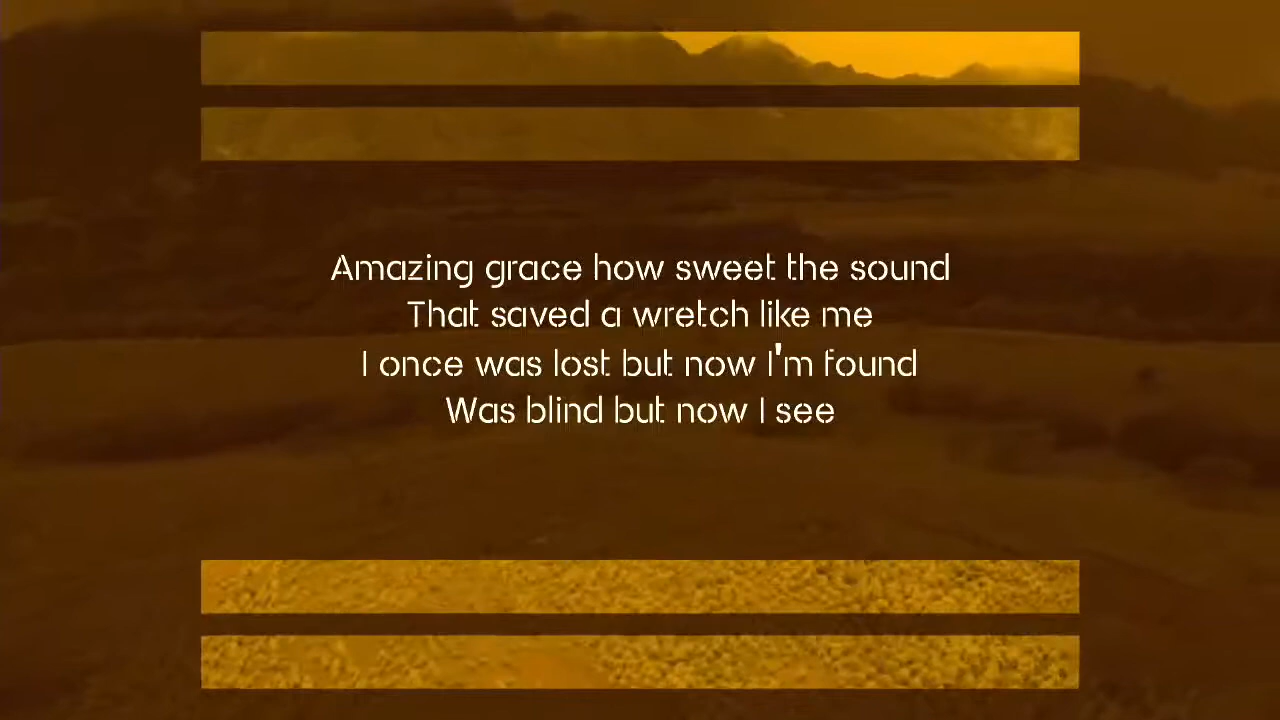 Amazing grace how sweet the sound
That saved a wretch like me
I once was lost but now I'm found
Was blind but now I see